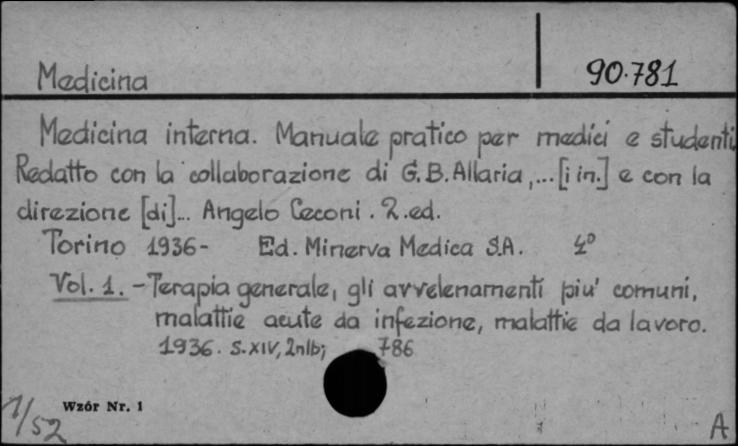 Medicina 90.781
Medicina interna. Manuale pratico per medici e studenti.
Redatto con la collaborazione di G.B.Allaria,...[i in.] e con la
direzione [di]... Angelo Ceconi. 2.ed.
Torino 1936- Ed. Minerva Medica S.A. 4°
Vol. 1. - Terapia generale, gli avvelenamenti piu' comuni,
malattie acute da infezione, malattie da lavoro.
1936. S.XIV, 2nlb; 786
1/52 Wzór Nr. 1
A